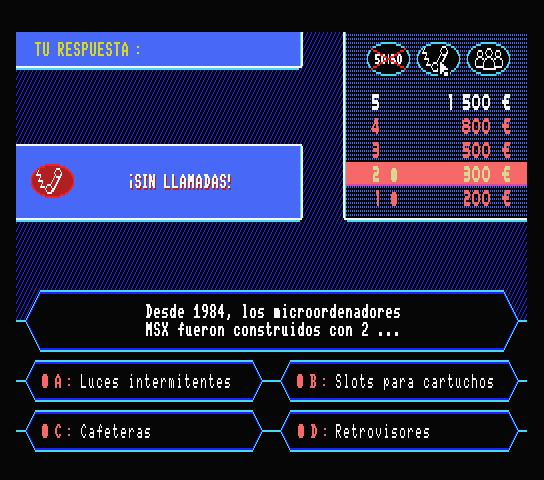 TU RESPUESTA :
50:50
5 1 500 €
4 800 €
3 500 €
2 300 €
1 200 €
¡SIN LLAMADAS!
Desde 1984, los microordenadores
MSX fueron construidos con 2 ...
A: Luces intermitentes
B: Slots para cartuchos
C: Cafeteras
D: Retrovisores